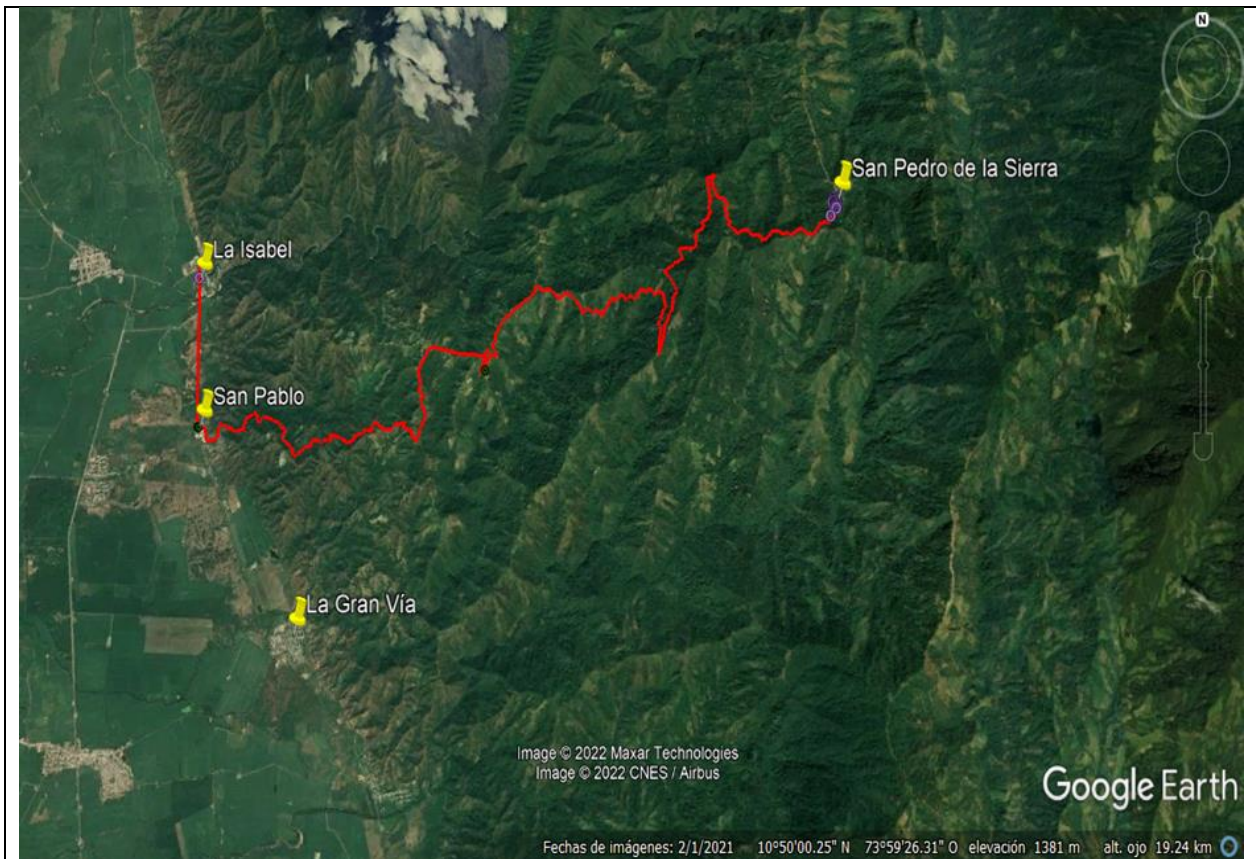 N
San Pedro de la Sierra
La Isabel
San Pablo
La Gran Vía
Image © 2022 Maxar Technologies
Image © 2022 CNES / Airbus
Google Earth
Fechas de imágenes: 2/1/2021 10°50'00.25" N 73°59'26.31" O elevación 1381 m alt. ojo 19.24 km